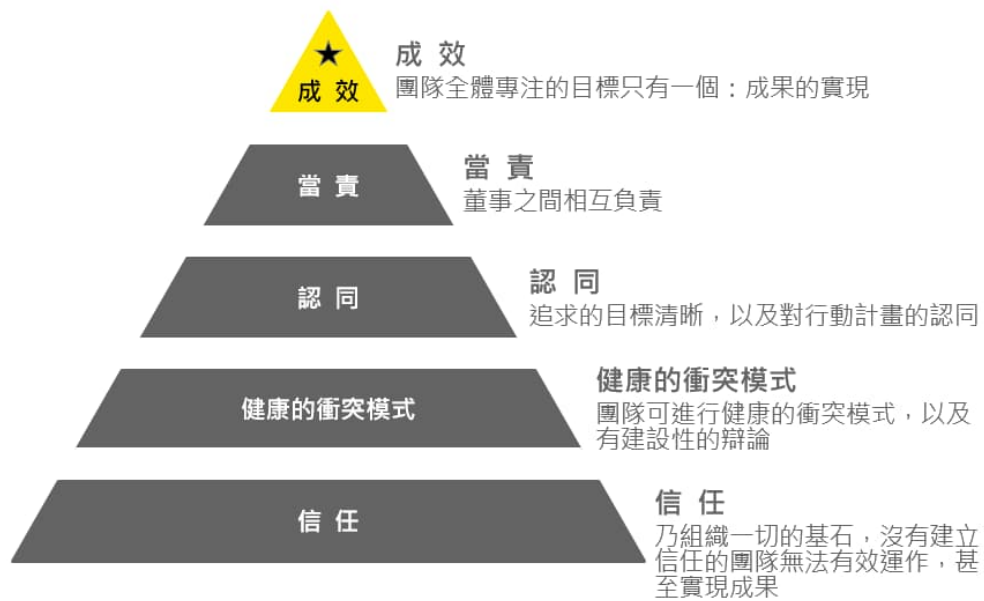 ★
成效
成效
團隊全體專注的目標只有一個：成果的實現
當責
當責
董事之間相互負責
認同
認同
追求的目標清晰，以及對行動計畫的認同
健康的衝突模式
健康的衝突模式
團隊可進行健康的衝突模式，以及
有建設性的辯論
信任
信任
乃組織一切的基石，沒有建立
信任的團隊無法有效運作，甚
至實現成果